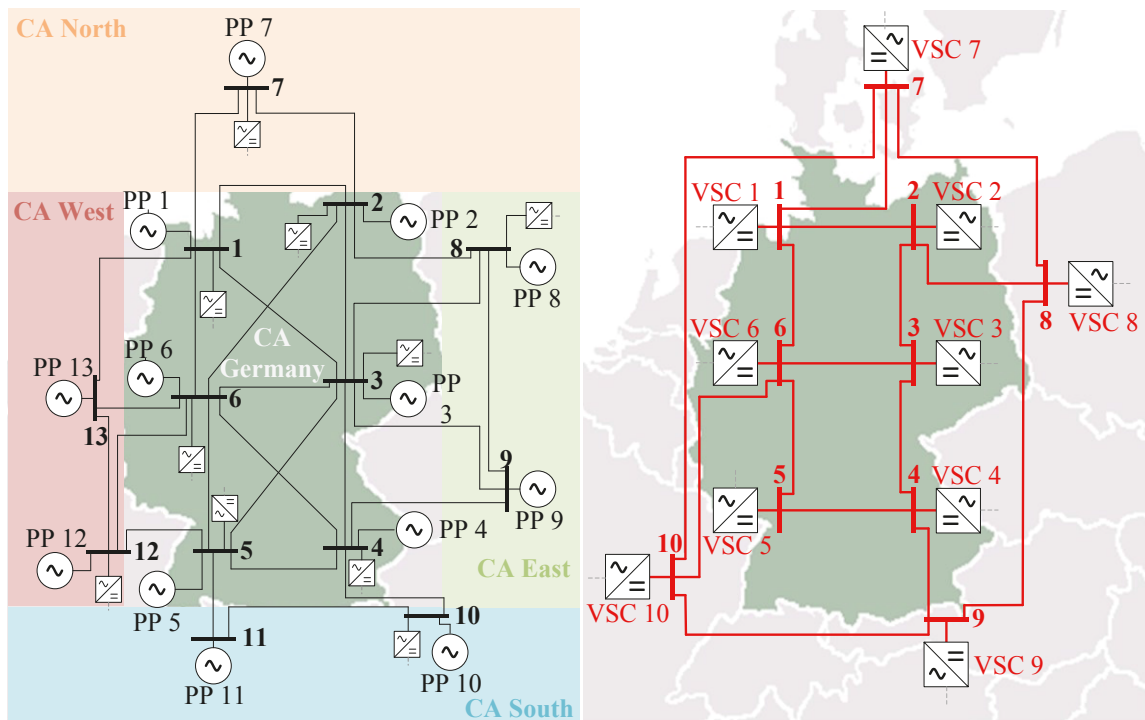 CA North
PP 7
7
CA West
PP 1
1
2
PP 2
8
PP 8
CA
Germany
PP 6
6
3
PP
3
PP 13
13
9
PP 9
PP 4
4
PP 12
12
5
PP 5
CA East
10
11
PP 11
PP 10
CA South
VSC 7
7
VSC 1
1
2
VSC 2
8
VSC 8
VSC 6
6
3
VSC 3
5
4
VSC 4
VSC 5
10
VSC 10
9
VSC 9